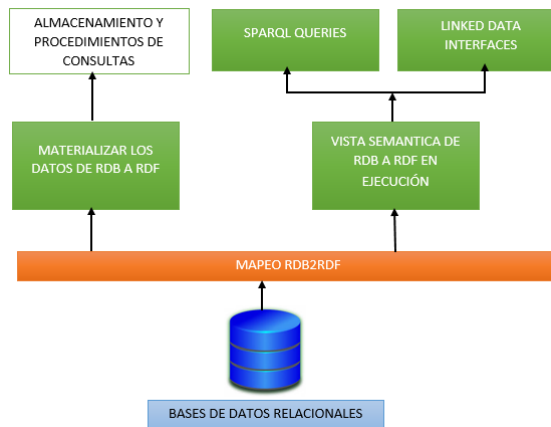 ALMACENAMIENTO Y
PROCEDIMIENTOS DE
CONSULTAS
SPARQL QUERIES
LINKED DATA
INTERFACES
MATERIALIZAR LOS
DATOS DE RDB A RDF
VISTA SEMANTICA DE
RDB A RDF EN
EJECUCIÓN
MAPEO RDB2RDF
BASES DE DATOS RELACIONALES